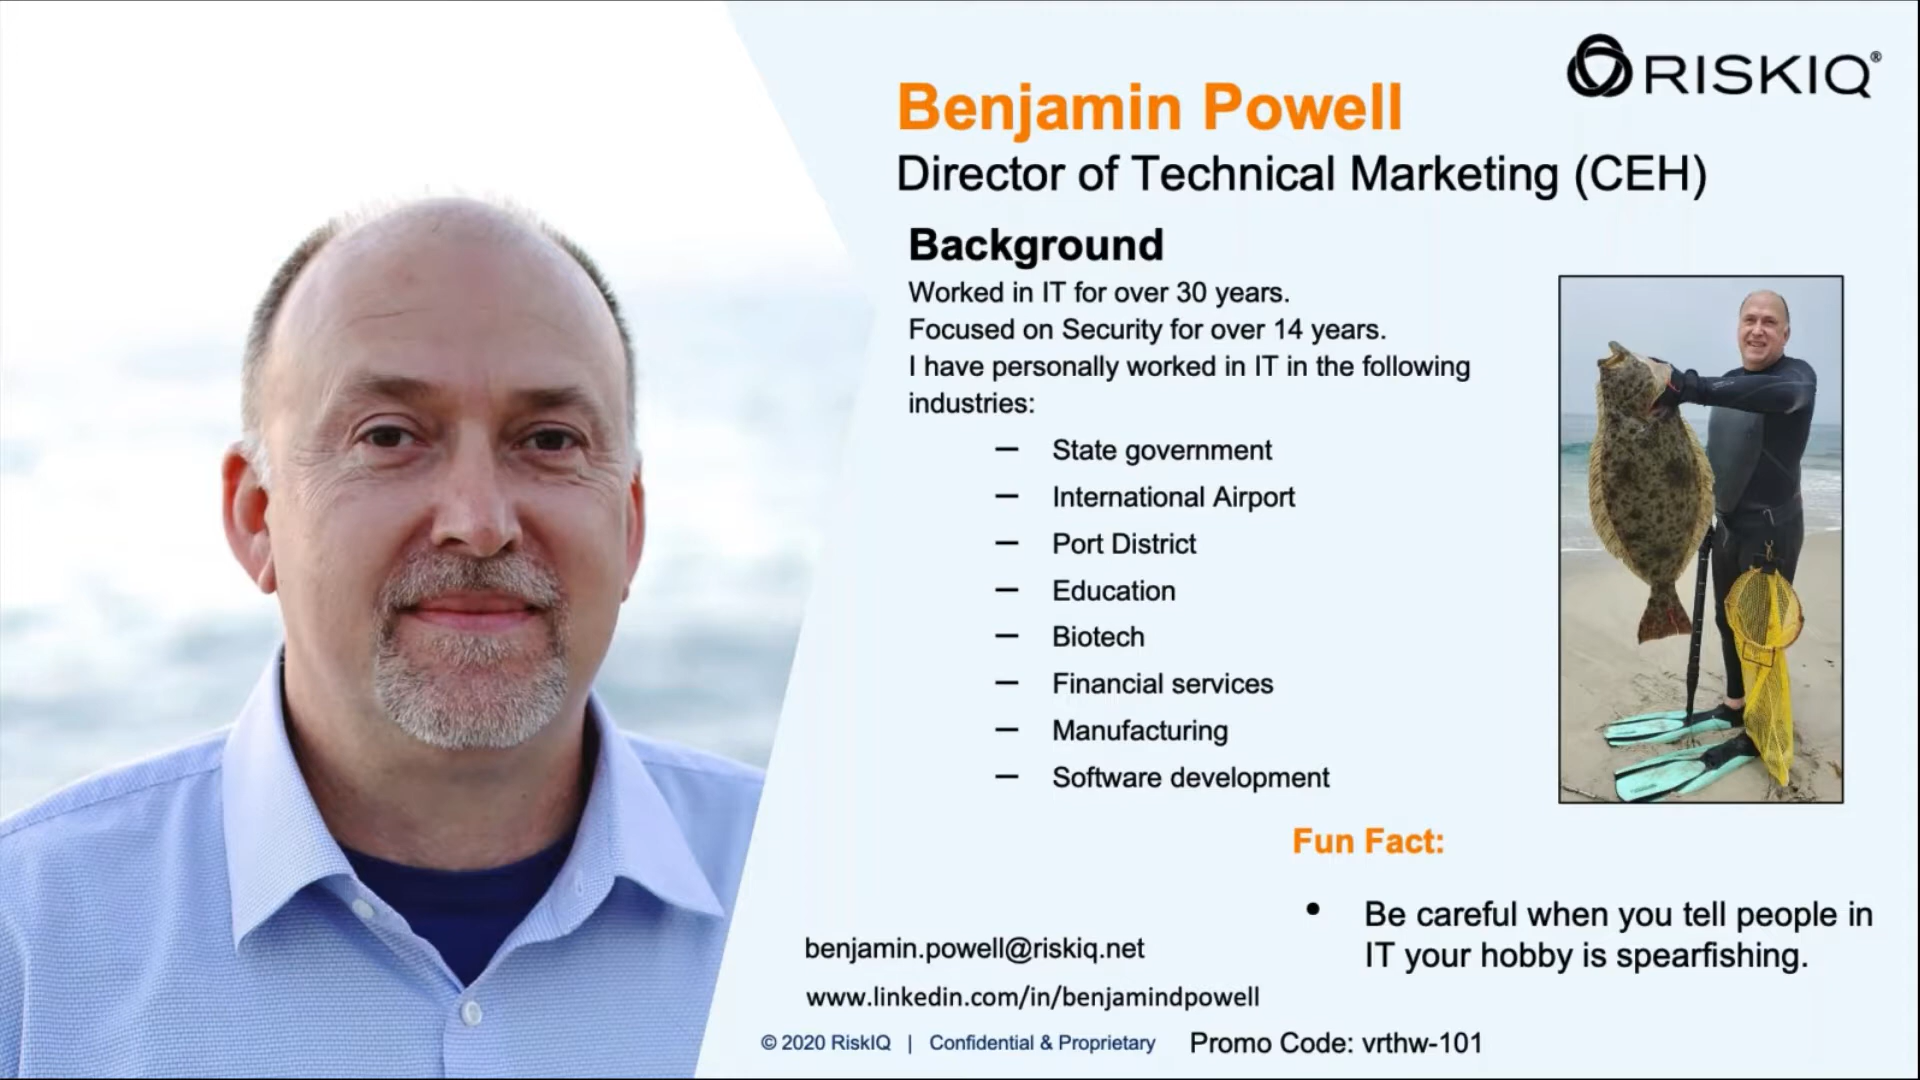 RISKIQ®
Benjamin Powell
Director of Technical Marketing (CEH)
Background
Worked in IT for over 30 years.
Focused on Security for over 14 years.
I have personally worked in IT in the following
industries:
– State government
– International Airport
– Port District
– Education
– Biotech
– Financial services
– Manufacturing
– Software development
Fun Fact:
• Be careful when you tell people in
IT your hobby is spearfishing.
benjamin.powell@riskiq.net
www.linkedin.com/in/benjamindpowell
© 2020 RiskIQ | Confidential & Proprietary
Promo Code: vrthw-101